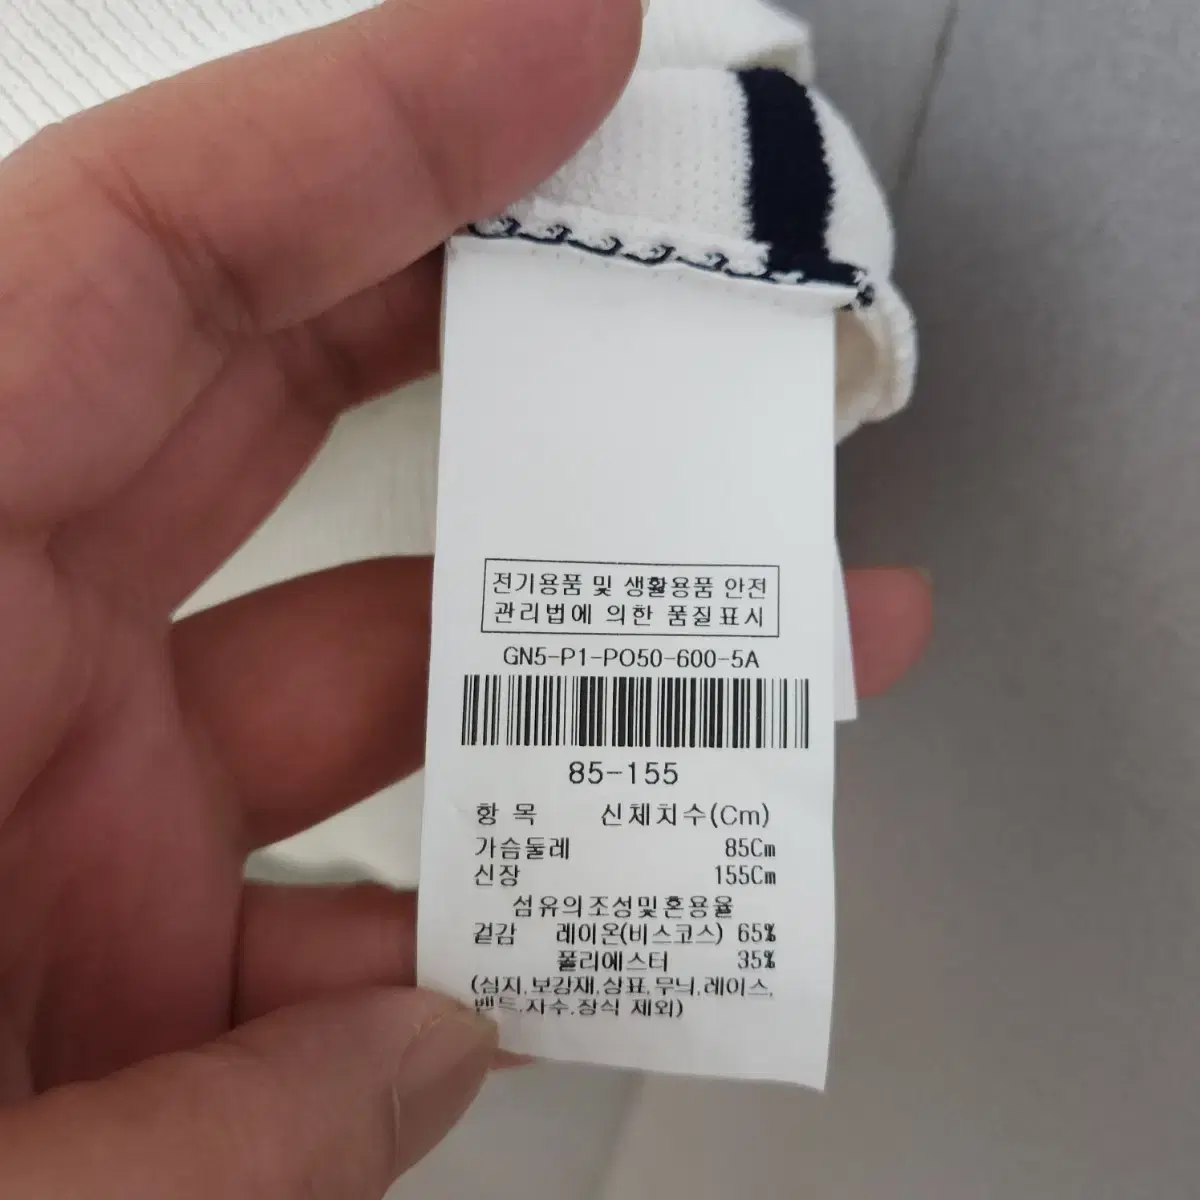 전기용품 및 생활용품 안전
관리법에 의한 품질표시
GN5-P1-PO50-600-5A
85-155
항 목 신체치수(Cm)
가슴둘레 85Cm
신장 155Cm
섬유의조성및혼용율
겉감 레이온(비스코스) 65%
폴리에스터 35%
(심지,보강재,상표,무늬,레이스,
밴드,자수,장식 제외)